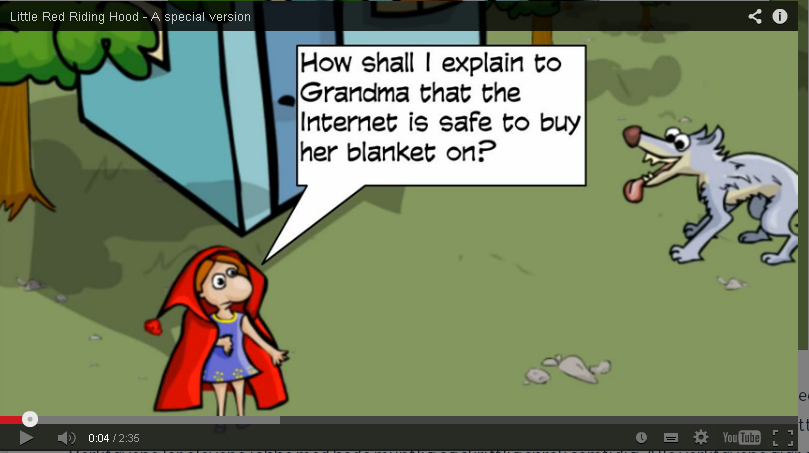 Little Red Riding Hood - A special version
How shall I explain to
Grandma that the
Internet is safe to buy
her blanket on?
0:04 / 2:35
YouTube